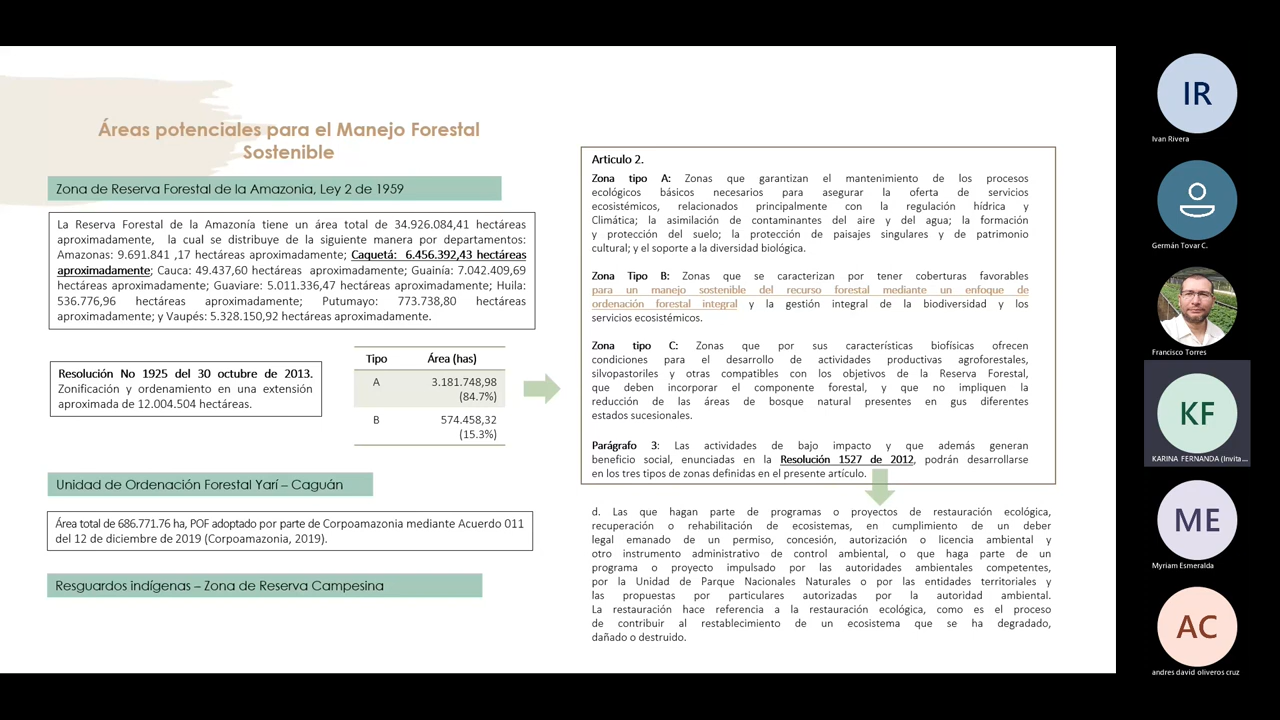 Áreas potenciales para el Manejo Forestal
Sostenible
Zona de Reserva Forestal de la Amazonia, Ley 2 de 1959
La Reserva Forestal de la Amazonía tiene un área total de 34.926.084,41 hectáreas
aproximadamente, la cual se distribuye de la siguiente manera por departamentos:
Amazonas: 9.691.841 ,17 hectáreas aproximadamente; Caquetá: 6.456.392,43 hectáreas
aproximadamente; Cauca: 49.437,60 hectáreas aproximadamente; Guainía: 7.042.409,69
hectáreas aproximadamente; Guaviare: 5.011.336,47 hectáreas aproximadamente; Huila:
536.776,96 hectáreas aproximadamente; Putumayo: 773.738,80 hectáreas
aproximadamente; y Vaupés: 5.328.150,92 hectáreas aproximadamente.
Resolución No 1925 del 30 octubre de 2013.
Zonificación y ordenamiento en una extensión
aproximada de 12.004.504 hectáreas.
Tipo Área (has)
A 3.181.748,98
(84.7%)
B 574.458,32
(15.3%)
Unidad de Ordenación Forestal Yarí – Caguán
Área total de 686.771.76 ha, POF adoptado por parte de Corpoamazonia mediante Acuerdo 011
del 12 de diciembre de 2019 (Corpoamazonia, 2019).
Resguardos indígenas – Zona de Reserva Campesina
Articulo 2.
Zona tipo A: Zonas que garantizan el mantenimiento de los procesos
ecológicos básicos necesarios para asegurar la oferta de servicios
ecosistémicos, relacionados principalmente con la regulación hídrica y
Climática; la asimilación de contaminantes del aire y del agua; la formación
y protección del suelo; la protección de paisajes singulares y de patrimonio
cultural; y el soporte a la diversidad biológica.
Zona Tipo B: Zonas que se caracterizan por tener coberturas favorables
para un manejo sostenible del recurso forestal mediante un enfoque de
ordenación forestal integral y la gestión integral de la biodiversidad y los
servicios ecosistémicos.
Zona tipo C: Zonas que por sus características biofísicas ofrecen
condiciones para el desarrollo de actividades productivas agroforestales,
silvopastoriles y otras compatibles con los objetivos de la Reserva Forestal,
que deben incorporar el componente forestal, y que no impliquen la
reducción de las áreas de bosque natural presentes en gus diferentes
estados sucesionales.
Parágrafo 3: Las actividades de bajo impacto y que además generan
beneficio social, enunciadas en la Resolución 1527 de 2012, podrán desarrollarse
en los tres tipos de zonas definidas en el presente artículo.
d. Las que hagan parte de programas o proyectos de restauración ecológica,
recuperación o rehabilitación de ecosistemas, en cumplimiento de un deber
legal emanado de un permiso, concesión, autorización o licencia ambiental y
otro instrumento administrativo de control ambiental, o que haga parte de un
programa o proyecto impulsado por las autoridades ambientales competentes,
por la Unidad de Parque Nacionales Naturales o por las entidades territoriales y
las propuestas por particulares autorizadas por la autoridad ambiental.
La restauración hace referencia a la restauración ecológica, como es el proceso
de contribuir al restablecimiento de un ecosistema que se ha degradado,
dañado o destruido.
IR
Ivan Rivera
Germán Tovar C.
Francisco Torres
KF
KARINA FERNANDA (Invita...
ME
Myriam Esmeralda
AC
andres david oliveros cruz